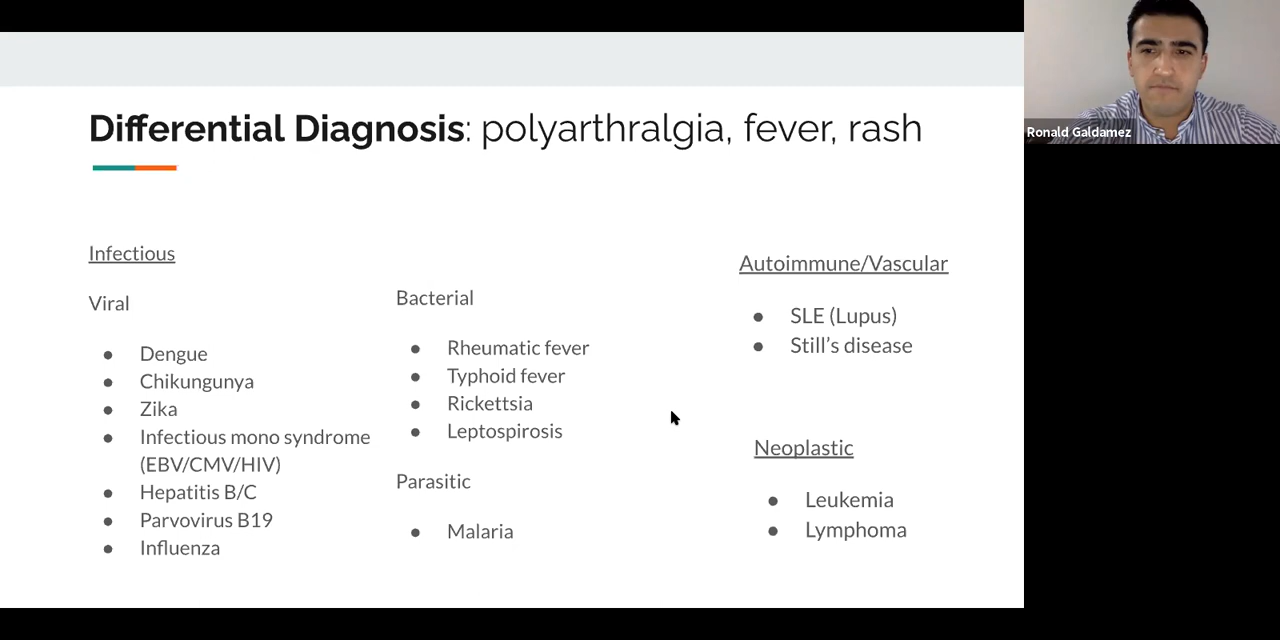 Differential Diagnosis: polyarthralgia, fever, rash
Infectious
Viral
● Dengue
● Chikungunya
● Zika
● Infectious mono syndrome
(EBV/CMV/HIV)
● Hepatitis B/C
● Parvovirus B19
● Influenza
Bacterial
● Rheumatic fever
● Typhoid fever
● Rickettsia
● Leptospirosis
Parasitic
● Malaria
Autoimmune/Vascular
● SLE (Lupus)
● Still’s disease
Neoplastic
● Leukemia
● Lymphoma
Ronald Galdamez